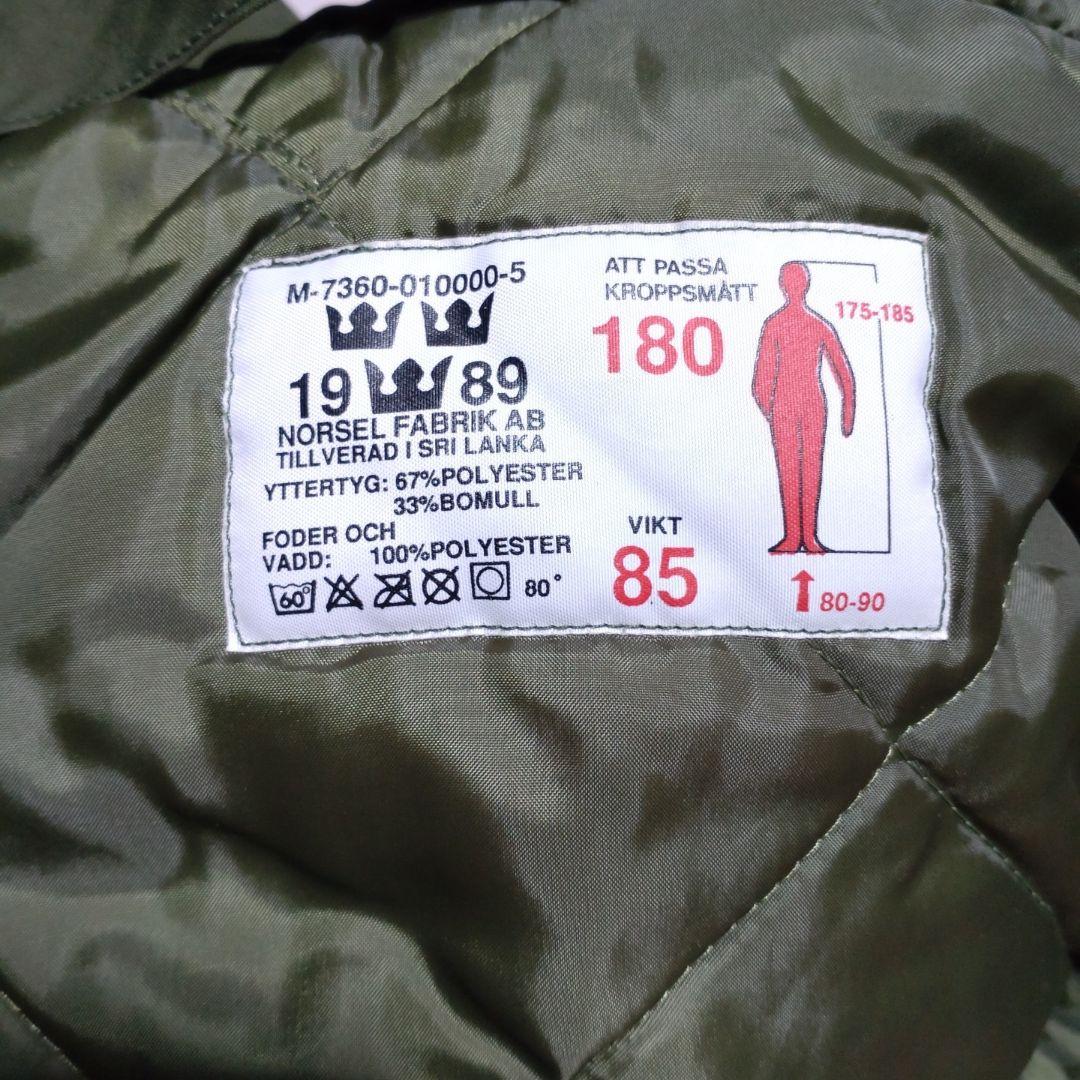 M-7360-010000-5
19 89
NORSEL FABRIK AB
TILLVERAD I SRI LANKA
YTTERTYG: 67%POLYESTER
33%BOMULL
FODER OCH
VADD: 100%POLYESTER
60° 80°
ATT PASSA
KROPPSMÅTT
180
175-185
VIKT
85
80-90